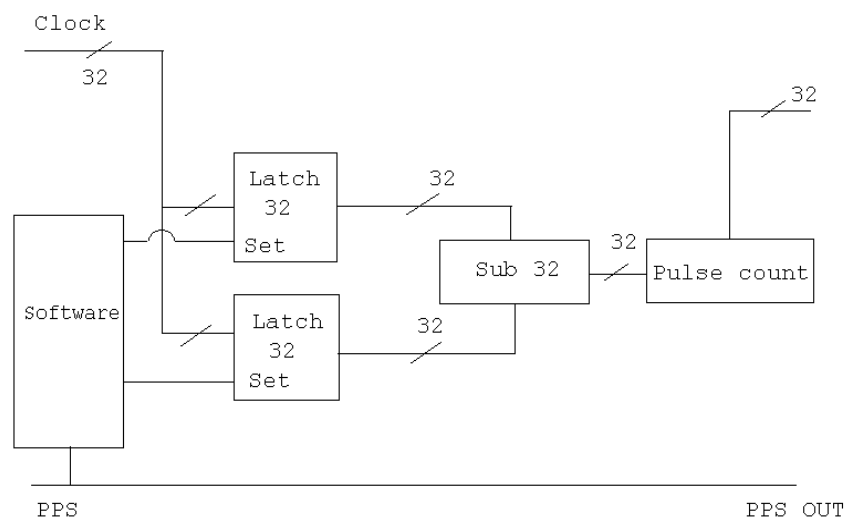 Clock
32
32
Latch
32
Set
32
Sub 32
32
Pulse count
Software
Latch
32
Set
32
PPS
PPS OUT